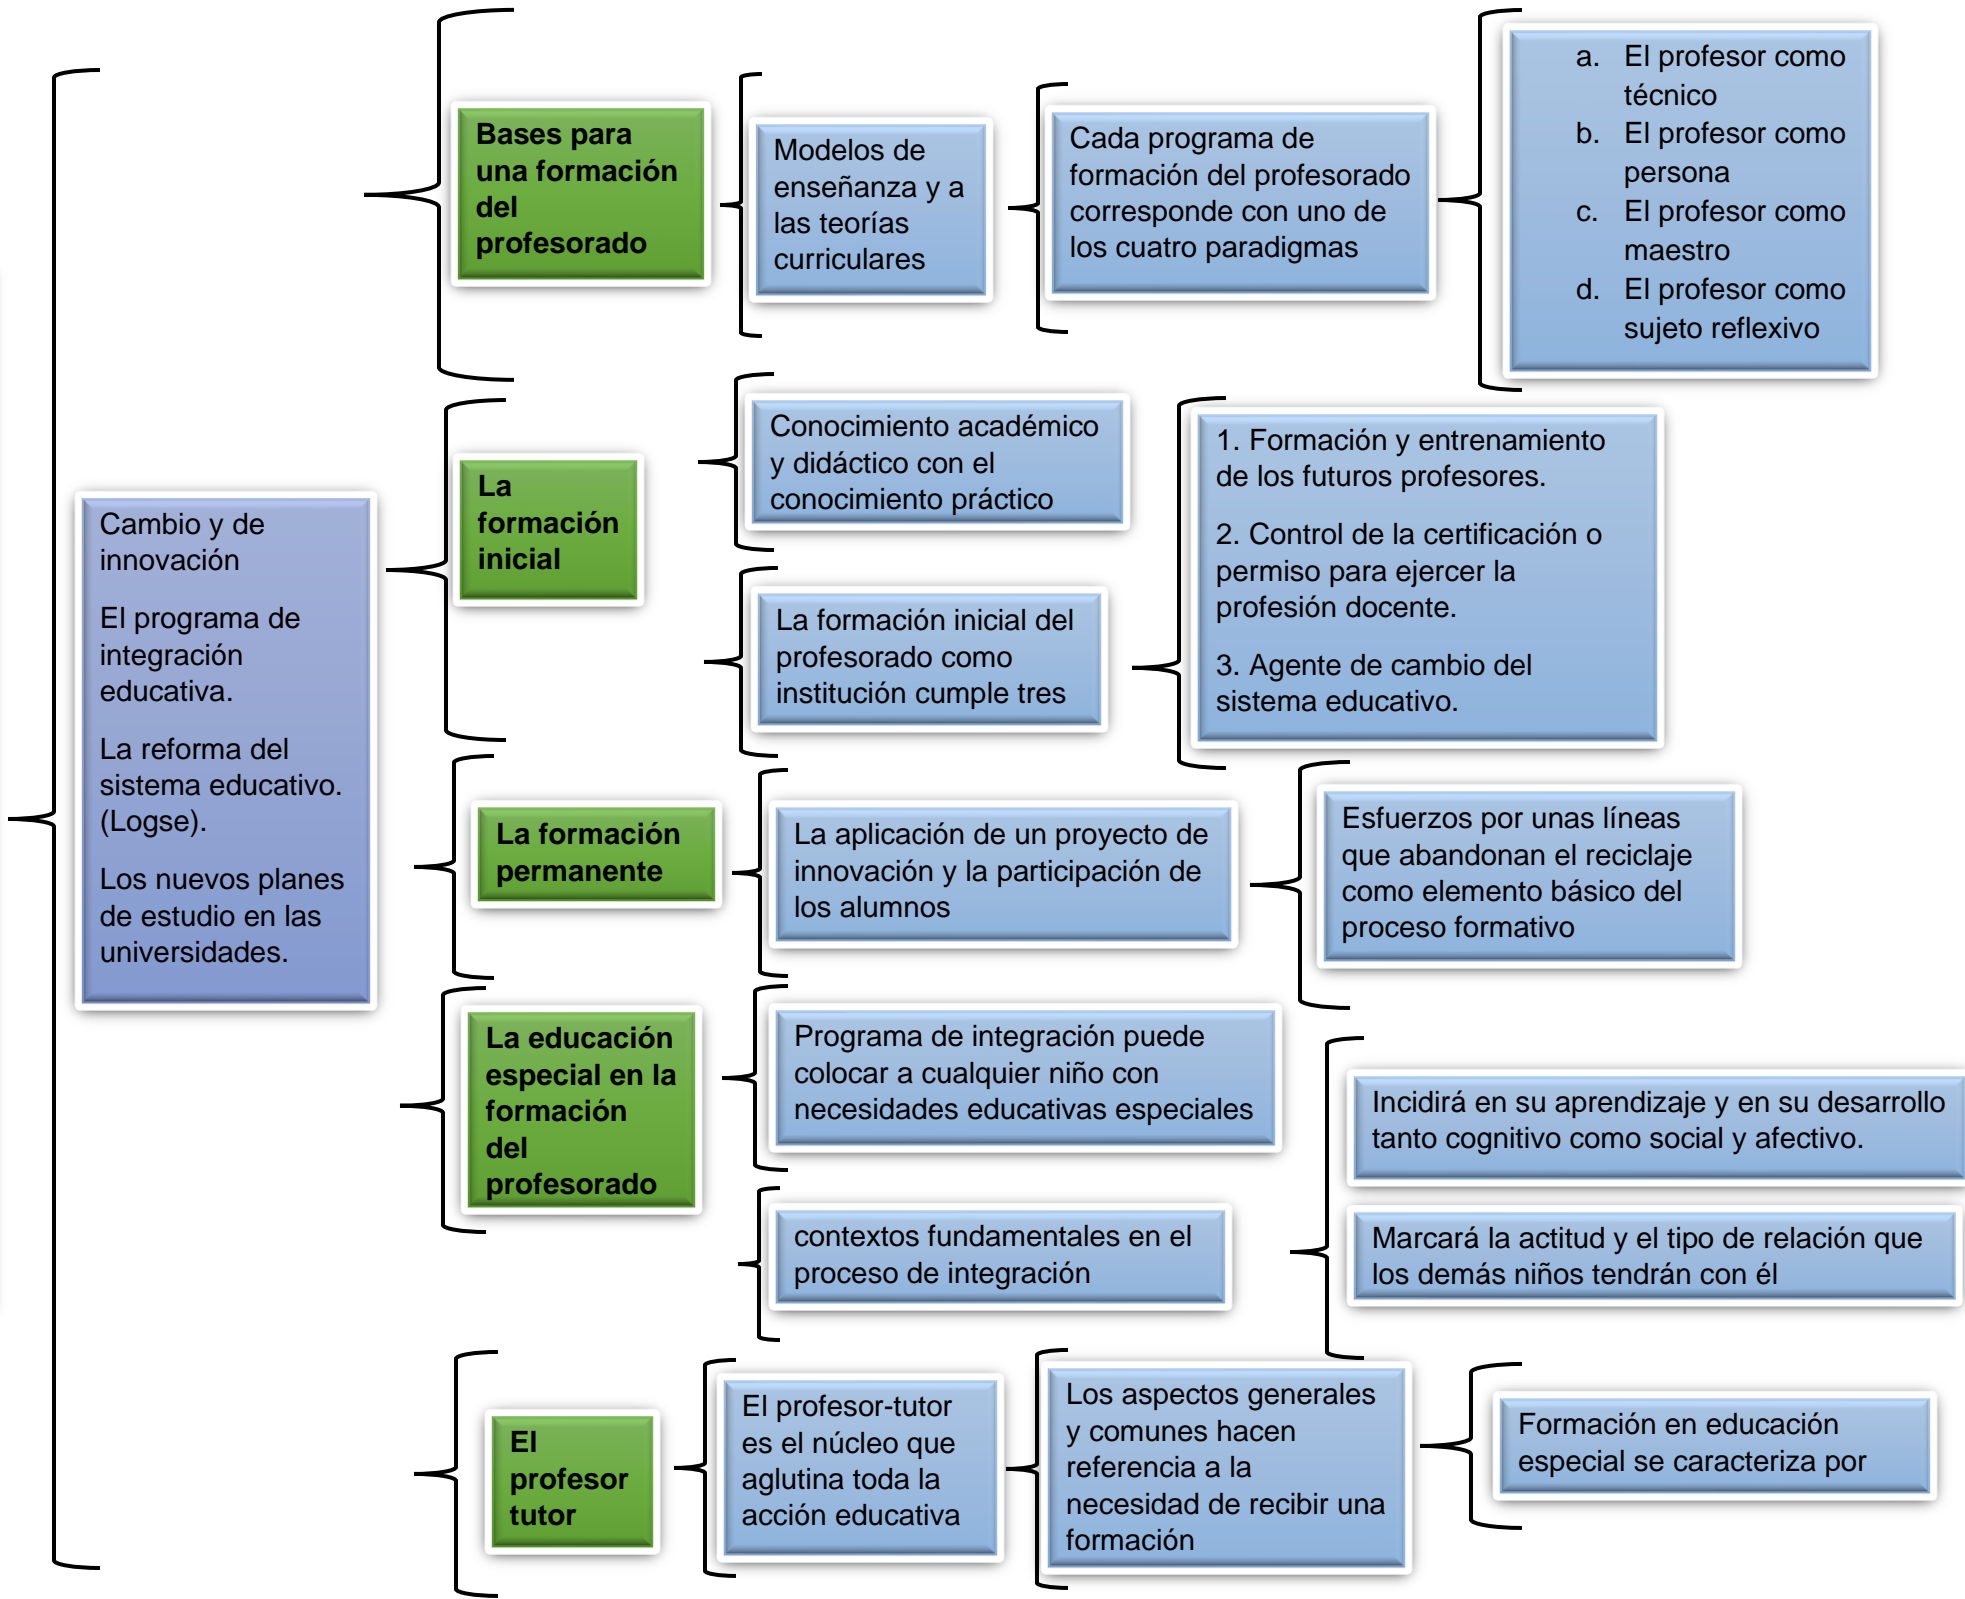 Cambio y de
innovación
El programa de
integración
educativa.
La reforma del
sistema educativo.
(Logse).
Los nuevos planes
de estudio en las
universidades.
Bases para
una formación
del
profesorado
Modelos de
enseñanza y a
las teorías
curriculares
Cada programa de
formación del profesorado
corresponde con uno de
los cuatro paradigmas
a. El profesor como
técnico
b. El profesor como
persona
c. El profesor como
maestro
d. El profesor como
sujeto reflexivo
La
formación
inicial
Conocimiento académico
y didáctico con el
conocimiento práctico
La formación inicial del
profesorado como
institución cumple tres
1. Formación y entrenamiento
de los futuros profesores.
2. Control de la certificación o
permiso para ejercer la
profesión docente.
3. Agente de cambio del
sistema educativo.
La formación
permanente
La aplicación de un proyecto de
innovación y la participación de
los alumnos
Esfuerzos por unas líneas
que abandonan el reciclaje
como elemento básico del
proceso formativo
La educación
especial en la
formación
del
profesorado
Programa de integración puede
colocar a cualquier niño con
necesidades educativas especiales
contextos fundamentales en el
proceso de integración
Incidirá en su aprendizaje y en su desarrollo
tanto cognitivo como social y afectivo.
Marcará la actitud y el tipo de relación que
los demás niños tendrán con él
El
profesor
tutor
El profesor-tutor
es el núcleo que
aglutina toda la
acción educativa
Los aspectos generales
y comunes hacen
referencia a la
necesidad de recibir una
formación
Formación en educación
especial se caracteriza por